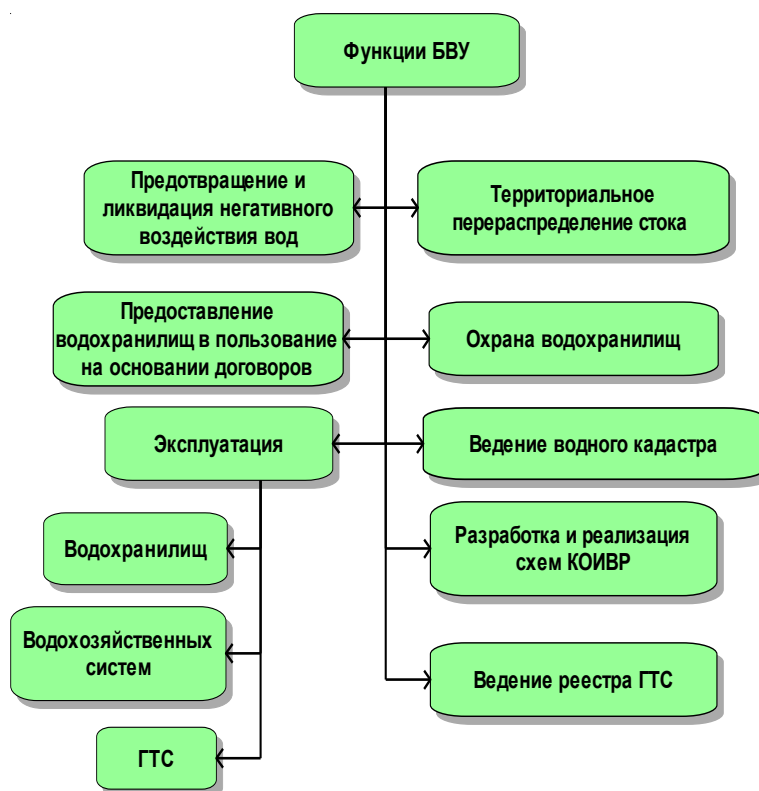 Функции БВУ
Предотвращение и
ликвидация негативного
воздействия вод
Территориальное
перераспределение стока
Предоставление
водохранилищ в пользование
на основании договоров
Охрана водохранилищ
Эксплуатация
Ведение водного кадастра
Водохранилищ
Разработка и реализация
схем КОИВР
Водохозяйственных
систем
Ведение реестра ГТС
ГТС